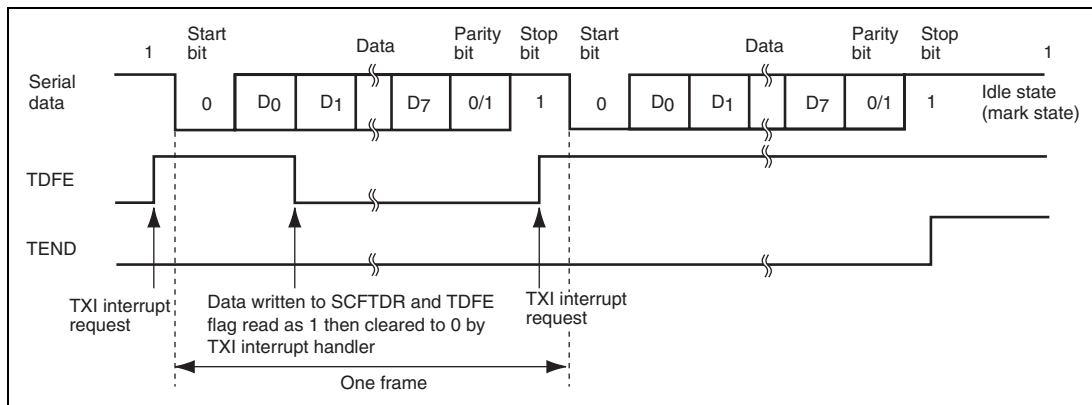 1 Start bit Data Parity bit Stop bit Start bit Data Parity bit Stop bit 1
Serial data 0 D0 D1 D7 0/1 1 0 D0 D1 D7 0/1 1 Idle state (mark state)
TDFE
TEND
TXI interrupt request
Data written to SCFTDR and TDFE
flag read as 1 then cleared to 0 by
TXI interrupt handler
TXI interrupt request
One frame